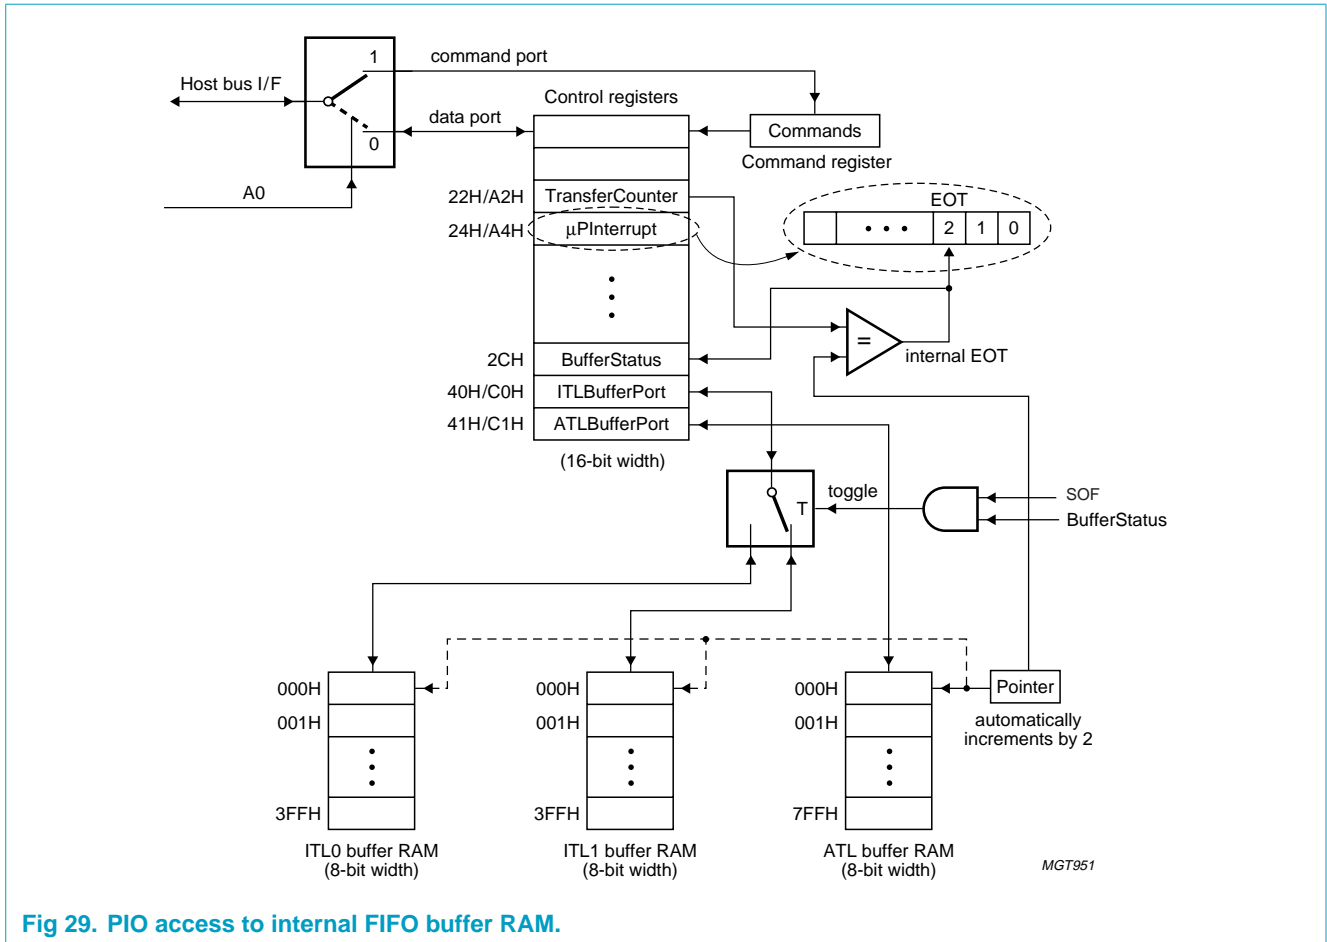 1
command port
Host bus I/F
Control registers
data port
0
Commands
Command register
A0
22H/A2H
TransferCounter
EOT
24H/A4H
µPInterrupt
2 1 0
=
internal EOT
2CH
BufferStatus
40H/C0H
ITLBufferPort
41H/C1H
ATLBufferPort
(16-bit width)
T
toggle
SOF
BufferStatus
000H
001H
3FFH
ITL0 buffer RAM
(8-bit width)
000H
001H
3FFH
ITL1 buffer RAM
(8-bit width)
000H
001H
7FFH
ATL buffer RAM
(8-bit width)
Pointer
automatically
increments by 2
MGT951
Fig 29. PIO access to internal FIFO buffer RAM.